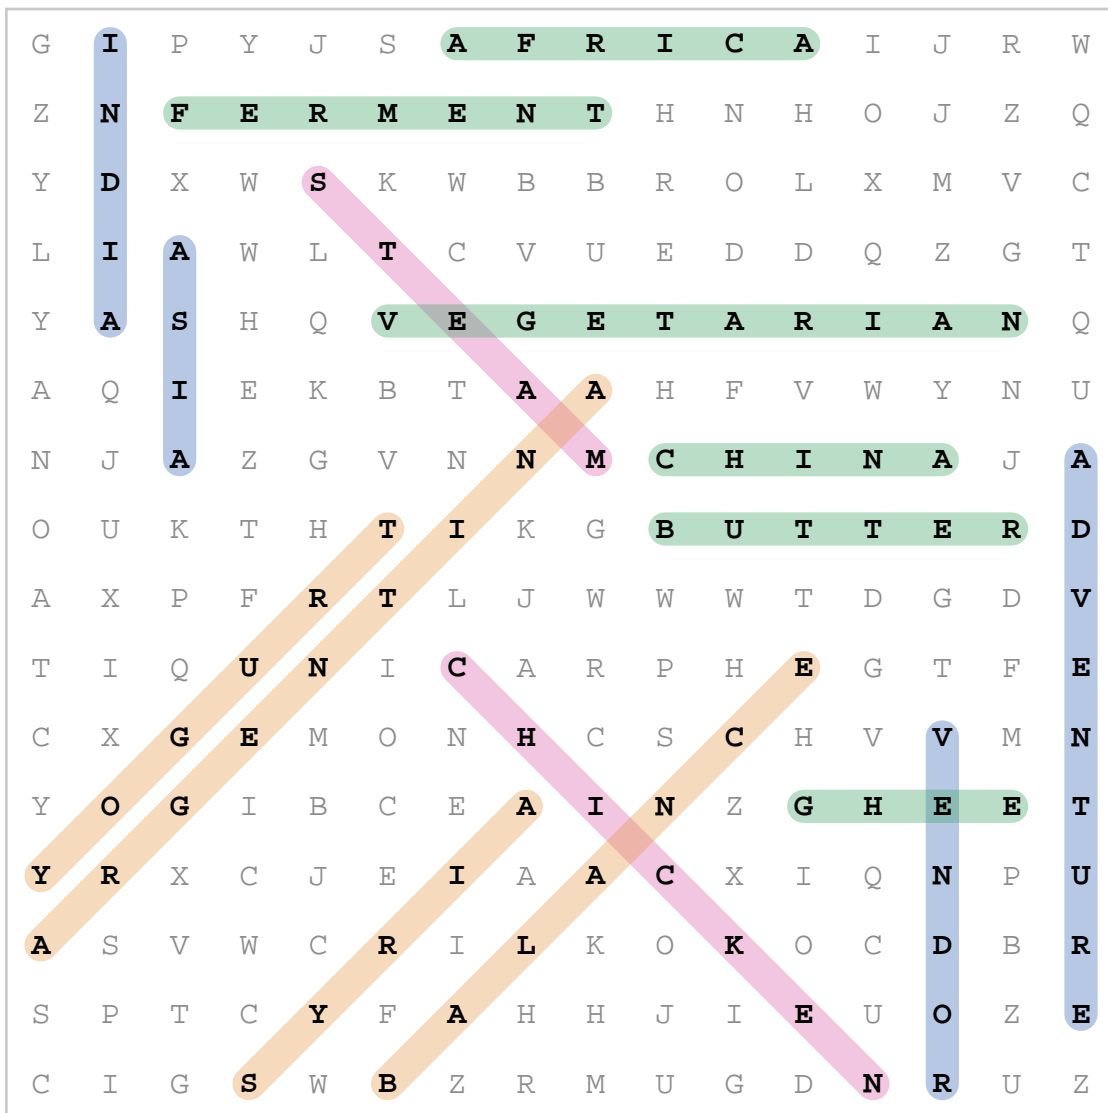 G I P Y J S A F R I C A I J R W
Z N F E R M E N T H N H O J Z Q
Y D X W S K W B B R O L X M V C
L I A W L T C V U E D D Q Z G T
Y A S H Q V E G E T A R I A N Q
A Q I E K B T A A H F V W Y N U
N J A Z G V N N M C H I N A J A
O U K T H T I K G B U T T E R D
A X P F R T L J W W W T D G D V
T I Q U N I C A R P H E G T F E
C X G E M O N H C S C H V V M N
Y O G I B C E A I N Z G H E E T
Y R X C J E I A A C X I Q N P U
A S V W C R I L K O K O C D B R
S P T C Y F A H H J I E U O Z E
C I G S W B Z R M U G D N R U Z